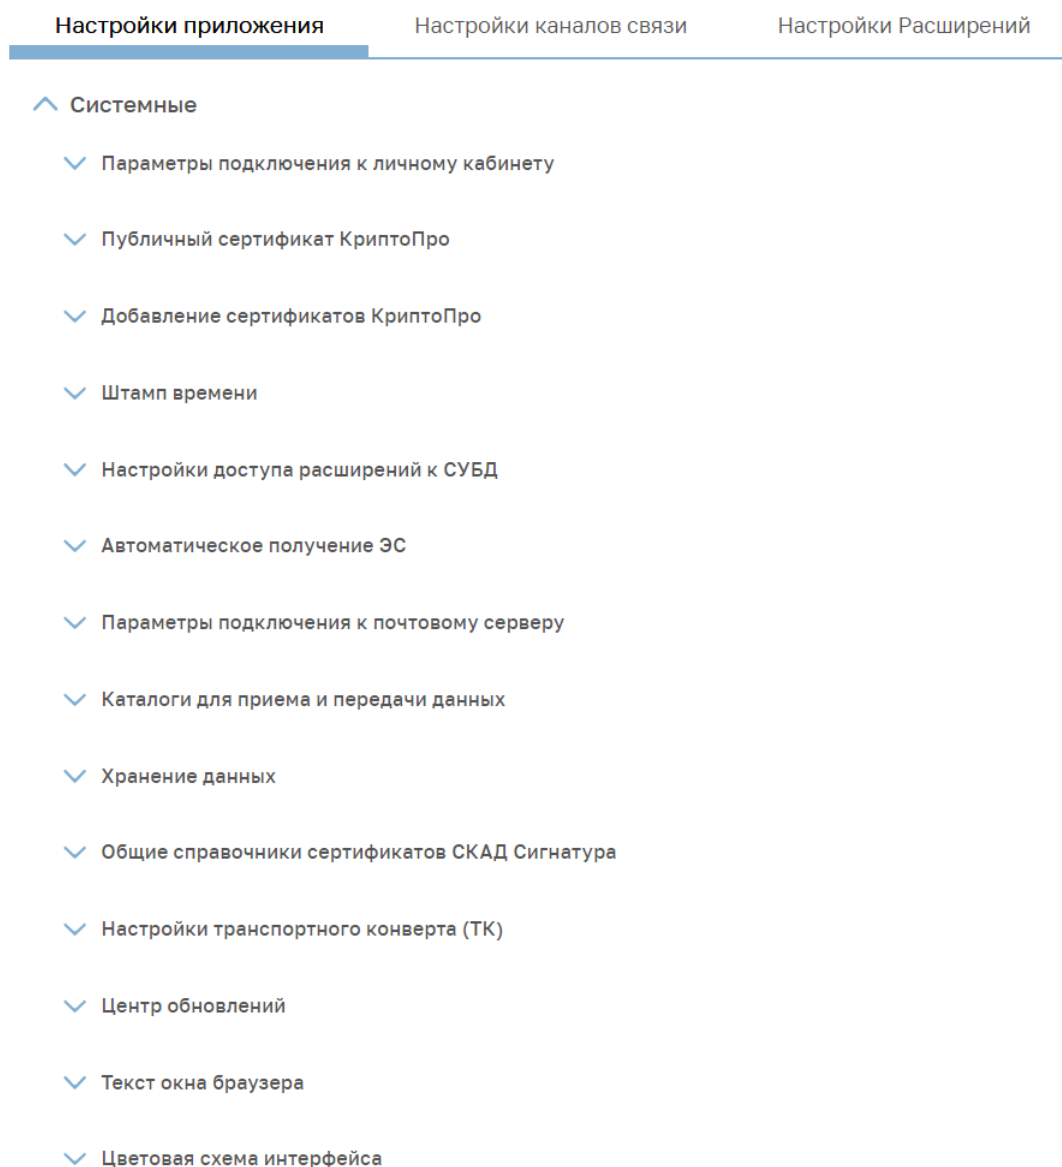 Настройки приложения Настройки каналов связи Настройки Расширений
Системные
Параметры подключения к личному кабинету
Публичный сертификат КриптоПро
Добавление сертификатов КриптоПро
Штамп времени
Настройки доступа расширений к СУБД
Автоматическое получение ЭС
Параметры подключения к почтовому серверу
Каталоги для приема и передачи данных
Хранение данных
Общие справочники сертификатов СКАД Сигнатура
Настройки транспортного конверта (ТК)
Центр обновлений
Текст окна браузера
Цветовая схема интерфейса